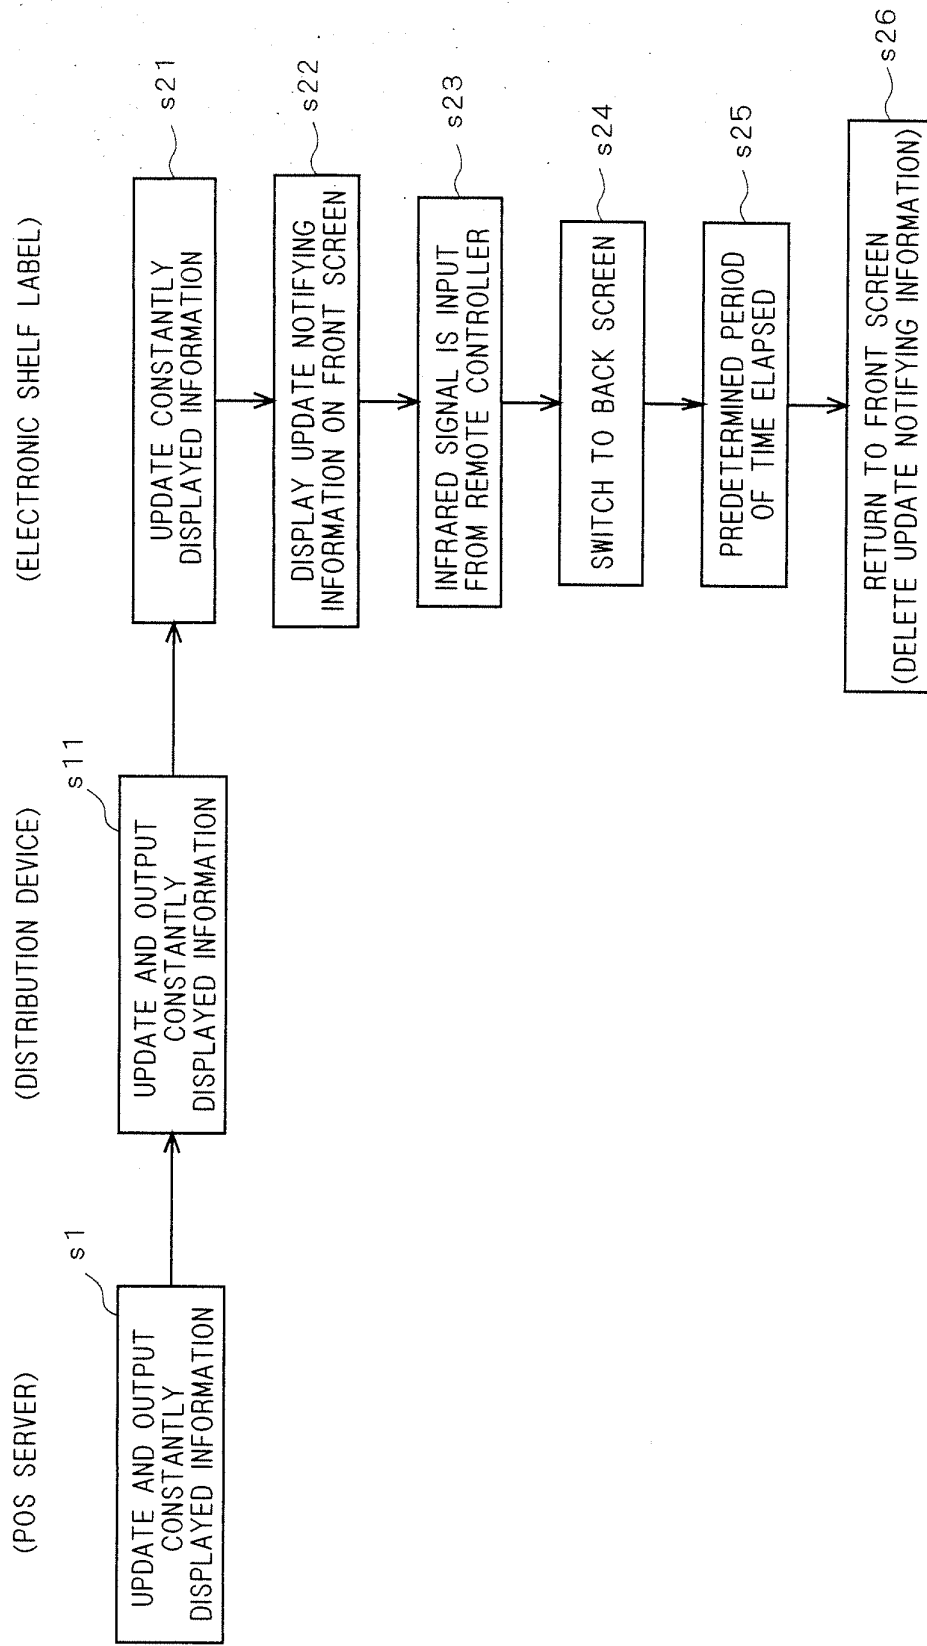 (POS SERVER)
s1
UPDATE AND OUTPUT
CONSTANTLY
DISPLAYED INFORMATION
(DISTRIBUTION DEVICE)
s11
UPDATE AND OUTPUT
CONSTANTLY
DISPLAYED INFORMATION
(ELECTRONIC SHELF LABEL)
UPDATE CONSTANTLY
DISPLAYED INFORMATION
s21
DISPLAY UPDATE NOTIFYING
INFORMATION ON FRONT SCREEN
s22
INFRARED SIGNAL IS INPUT
FROM REMOTE CONTROLLER
s23
SWITCH TO BACK SCREEN
s24
PREDETERMINED PERIOD
OF TIME ELAPSED
s25
RETURN TO FRONT SCREEN
(DELETE UPDATE NOTIFYING INFORMATION)
s26